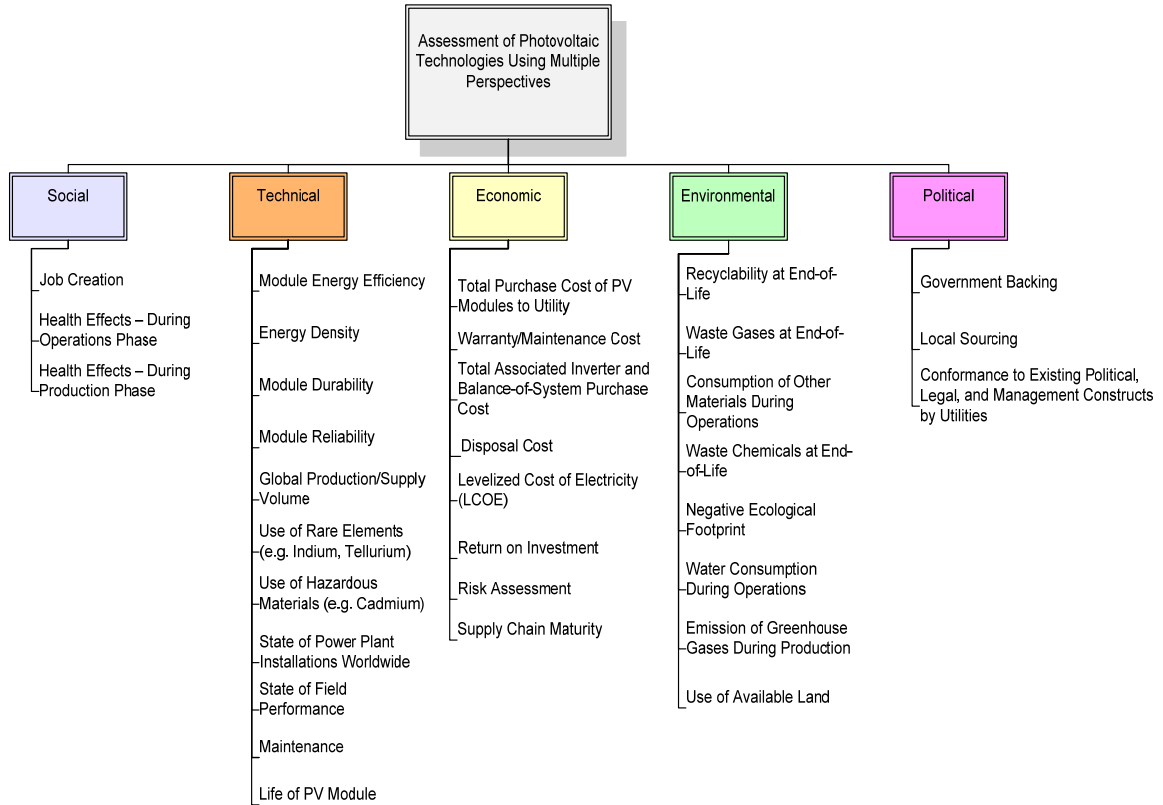 Assessment of Photovoltaic
Technologies Using Multiple
Perspectives
Social
Technical
Economic
Environmental
Political
Job Creation
Health Effects – During
Operations Phase
Health Effects – During
Production Phase
Module Energy Efficiency
Energy Density
Module Durability
Module Reliability
Global Production/Supply
Volume
Use of Rare Elements
(e.g. Indium, Tellurium)
Use of Hazardous
Materials (e.g. Cadmium)
State of Power Plant
Installations Worldwide
State of Field
Performance
Maintenance
Life of PV Module
Total Purchase Cost of PV
Modules to Utility
Warranty/Maintenance Cost
Total Associated Inverter and
Balance-of-System Purchase
Cost
Disposal Cost
Levelized Cost of Electricity
(LCOE)
Return on Investment
Risk Assessment
Supply Chain Maturity
Recyclability at End-of-
Life
Waste Gases at End-of-
Life
Consumption of Other
Materials During
Operations
Waste Chemicals at End-
of-Life
Negative Ecological
Footprint
Water Consumption
During Operations
Emission of Greenhouse
Gases During Production
Use of Available Land
Government Backing
Local Sourcing
Conformance to Existing Political,
Legal, and Management Constructs
by Utilities